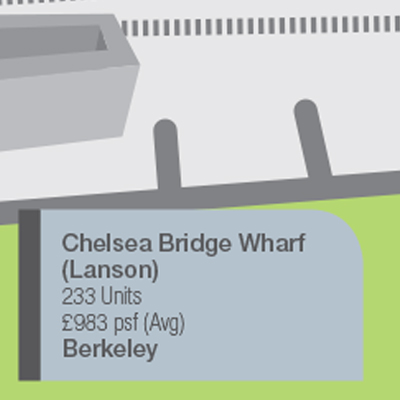 Chelsea Bridge Wharf
(Lanson)
233 Units
£983 psf (Avg)
Berkeley